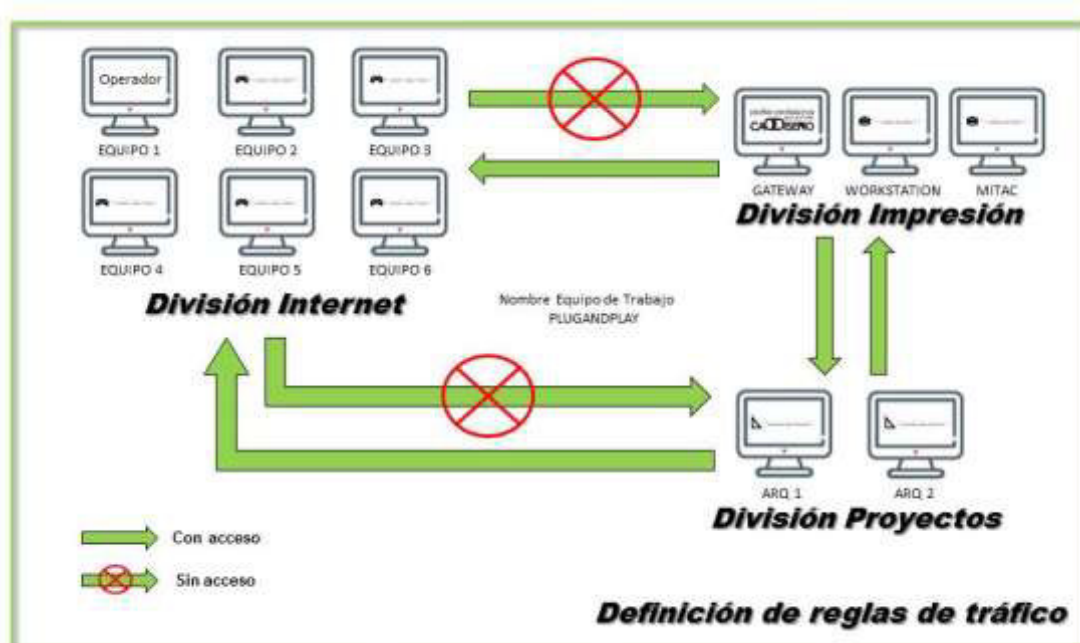 Operador
EQUIPO 1
EQUIPO 2
EQUIPO 3
EQUIPO 4
EQUIPO 5
EQUIPO 6
División Internet
GATEWAY
WORKSTATION
MITAC
División Impresión
Nombre Equipo de Trabajo
PLUGANDPLAY
ARQ 1
ARQ 2
División Proyectos
Con acceso
Sin acceso
Definición de reglas de tráfico